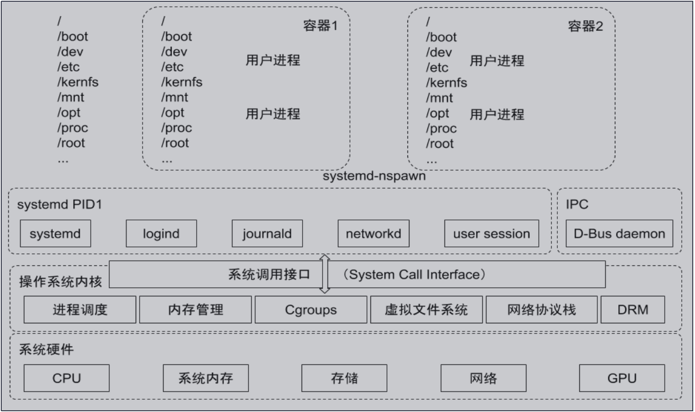 /
/boot
/dev
/etc
/kernfs
/mnt
/opt
/proc
/root
...
容器1
/
/boot
/dev
/etc
/kernfs
/mnt
/opt
/proc
/root
...
用户进程
用户进程
容器2
/
/boot
/dev
/etc
/kernfs
/mnt
/opt
/proc
/root
...
用户进程
用户进程
systemd-nspawn
systemd PID1
systemd
logind
journald
networkd
user session
IPC
D-Bus daemon
系统调用接口 （System Call Interface）
操作系统内核
进程调度
内存管理
Cgroups
虚拟文件系统
网络协议栈
DRM
系统硬件
CPU
系统内存
存储
网络
GPU